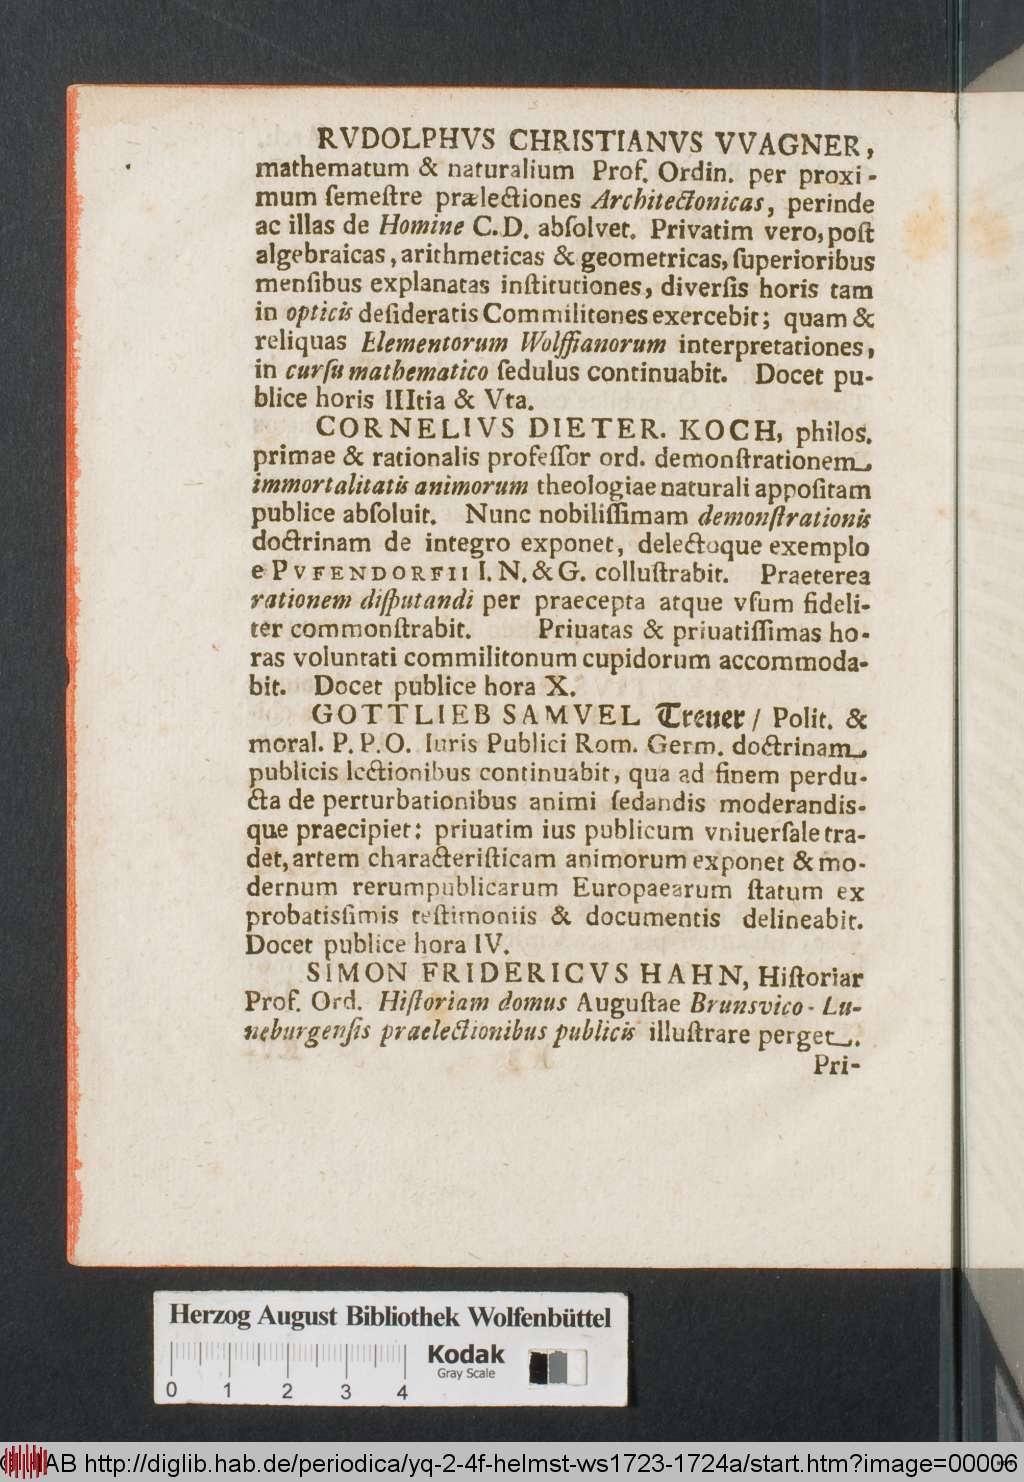 RVDOLPHVS CHRISTIANVS VVAGNER,
mathematum & naturalium Prof. Ordin. per proxi-
mum ſemeſtre prælectiones Architectonicas, perinde
ac illas de Homine C.D. abſolvet. Privatim vero, poſt
algebraicas, arithmeticas & geometricas, ſuperioribus
menſibus explanatas inſtitutiones, diverſis horis tam
in opticis deſideratis Commilitones exercebit; quam &
reliquas Elementorum Wolffianorum interpretationes,
in curſu mathematico ſedulus continuabit. Docet pu-
blice horis IIItia & Vta.
CORNELIVS DIETER. KOCH, philoſ.
primae & rationalis profeſſor ord. demonſtrationem
immortalitatis animorum theologiae naturali appoſitam
publice abſoluit. Nunc nobiliſſimam demonſtrationis
doctrinam de integro exponet, delectoque exemplo
e PVFENDORFII I. N. & G. colluſtrabit. Praeterea
rationem diſputandi per praecepta atque vſum fideli-
ter commonſtrabit. Priuatas & priuatiſſimas ho-
ras voluntati commilitonum cupidorum accommoda-
bit. Docet publice hora X.
GOTTLIEB SAMVEL Treuer / Polit. &
moral. P. P. O. Iuris Publici Rom. Germ. doctrinam
publicis lectionibus continuabit, qua ad finem perdu-
cta de perturbationibus animi ſedandis moderandis-
que praecipiet: priuatim ius publicum vniuerſale tra-
det, artem characteriſticam animorum exponet & mo-
dernum rerumpublicarum Europaearum ſtatum ex
probatisſimis teſtimoniis & documentis delineabit.
Docet publice hora IV.
SIMON FRIDERICVS HAHN, Hiſtoriar
Prof. Ord. Hiſtoriam domus Auguſtae Brunsvico-Lu-
neburgenſis praelectionibus publicis illuſtrare perget.
Pri-
Herzog August Bibliothek Wolfenbüttel
Kodak
Gray Scale
0 1 2 3 4
© HAB http://diglib.hab.de/periodica/yq-2-4f-helmst-ws1723-1724a/start.htm?image=00006